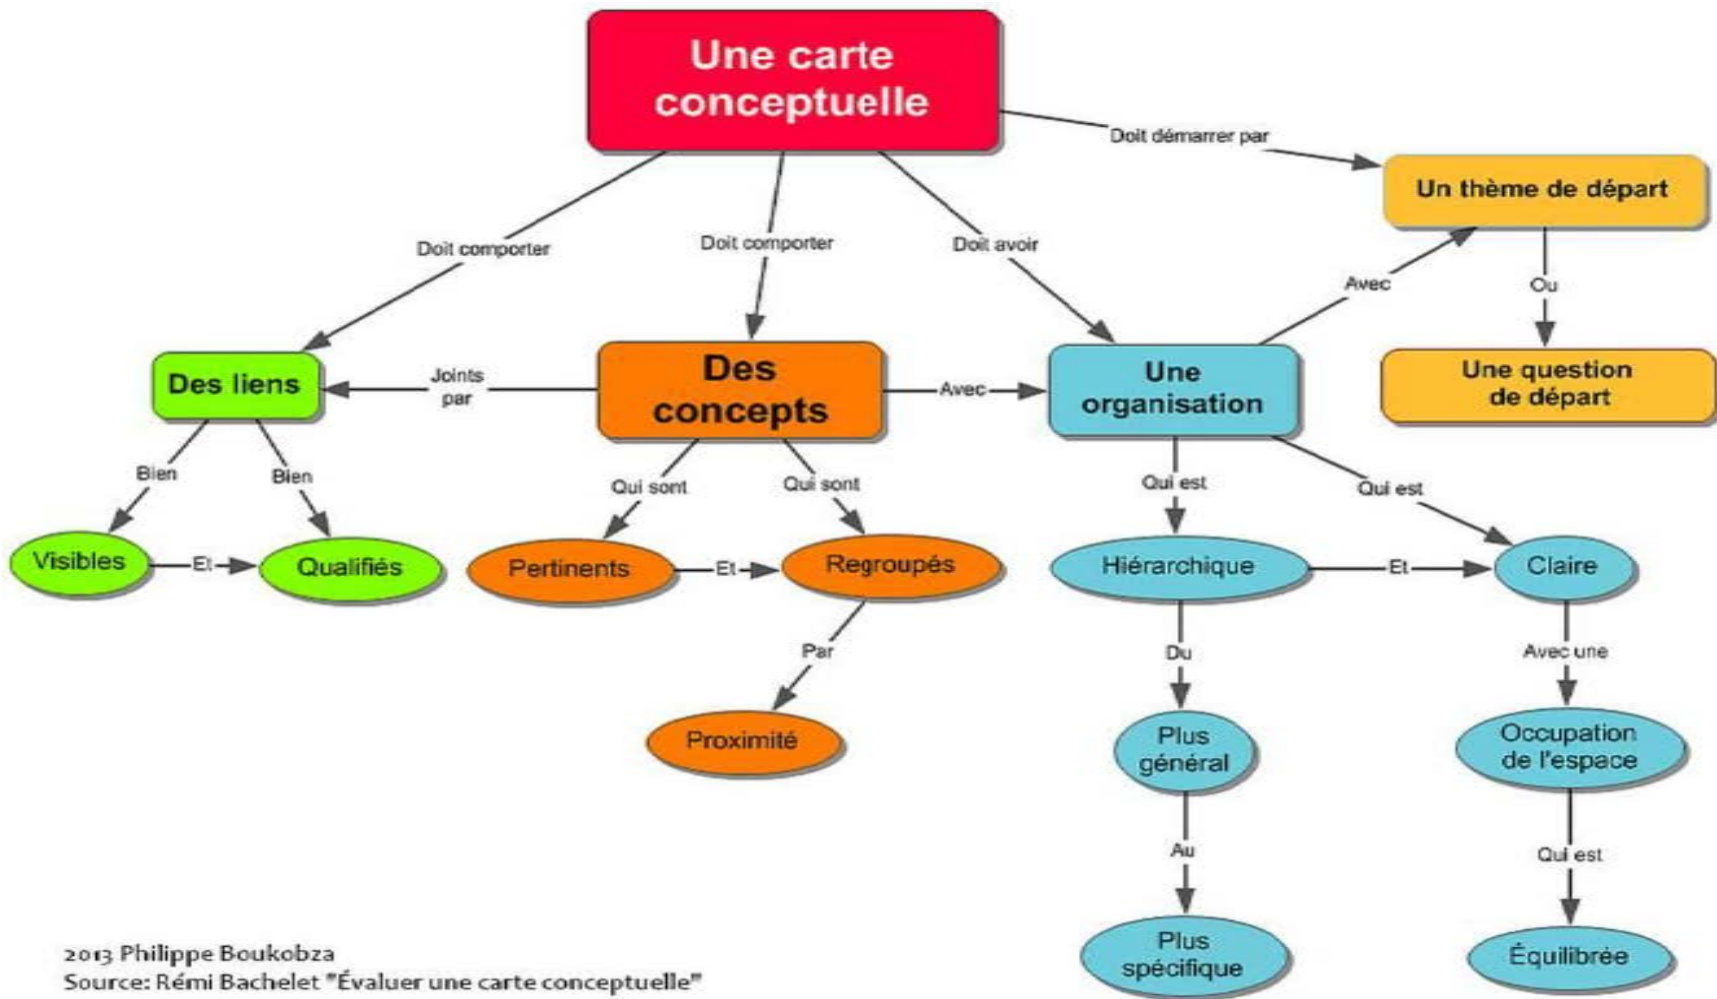 Une carte
conceptuelle
Doit démarrer par
Un thème de départ
Doit comporter
Doit comporter
Doit avoir
Avec
Ou
Des liens
Joints
par
Des
concepts
Avec
Une
organisation
Une question
de départ
Bien
Bien
Qui sont
Qui sont
Qui est
Qui est
Visibles
Et
Qualifiés
Pertinents
Et
Regroupés
Hiérarchique
Et
Claire
Par
Du
Avec une
Proximité
Plus
général
Occupation
de l'espace
Au
Qui est
Plus
spécifique
Équilibrée
2013 Philippe Boukobza
Source: Rémi Bachelet "Évaluer une carte conceptuelle"